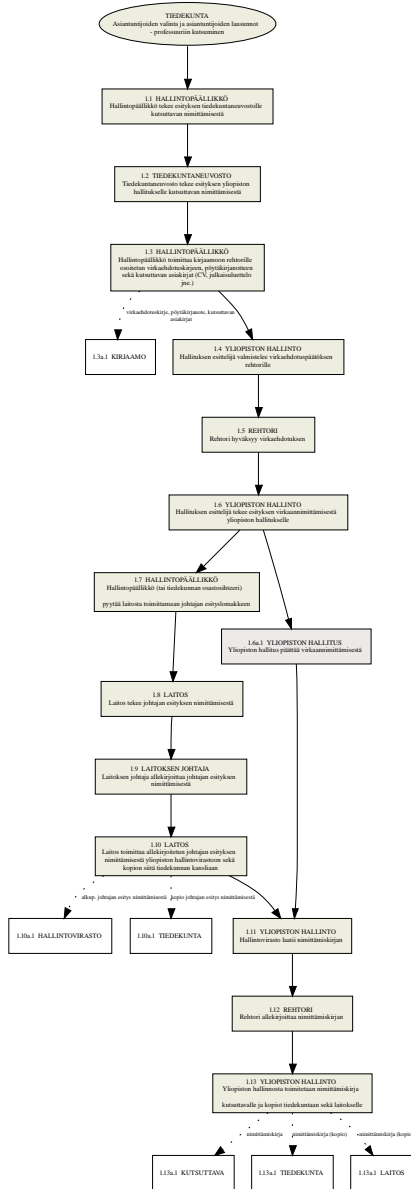 TIEDEKUNTA
Asiantuntijoiden valinta ja asiantuntijoiden lausunnot
- professuuriin kutsuminen
1.1 HALLINTOPÄÄLLIKKÖ
Hallintopäällikkö tekee esityksen tiedekuntaneuvostolle
kutsuttavan nimittämisestä
1.2 TIEDEKUNTANEUVOSTO
Tiedekuntaneuvosto tekee esityksen yliopiston
hallitukselle kutsuttavan nimittämisestä
1.3 HALLINTOPÄÄLLIKKÖ
Hallintopäällikkö toimittaa kirjaamoon rehtorille
osoitetun virkaehdotuskirjeen, pöytäkirjanotteen
sekä kutsuttavan asiakirjat (CV, julkaisuluettelo
jne.)
virkaehdotuskirje, pöytäkirjanote, kutsuttavan
asiakirjat
1.3a.1 KIRJAAMO
1.4 YLIOPISTON HALLINTO
Hallituksen esittelijä valmistelee virkaehdotuspäätöksen
rehtorille
1.5 REHTORI
Rehtori hyväksyy virkaehdotuksen
1.6 YLIOPISTON HALLINTO
Hallituksen esittelijä tekee esityksen virkaannimittämisestä
yliopiston hallitukselle
1.7 HALLINTOPÄÄLLIKKÖ
Hallintopäällikkö (tai tiedekunnan osastosihteeri)
pyytää laitosta toimittamaan johtajan esityslomakkeen
1.6a.1 YLIOPISTON HALLITUS
Yliopiston hallitus päättää virkaannimittämisestä
1.8 LAITOS
Laitos tekee johtajan esityksen nimittämisestä
1.9 LAITOKSEN JOHTAJA
Laitoksen johtaja allekirjoittaa johtajan esityksen
nimittämisestä
1.10 LAITOS
Laitos toimittaa allekirjoitetun johtajan esityksen
nimittämisestä yliopiston hallintovirastoon sekä
kopion siitä tiedekunnan kansliaan
alkup. johtajan esitys nimittämisestä
kopio johtajan esitys nimittämisestä
1.10a.1 HALLINTOVIRASTO
1.10a.1 TIEDEKUNTA
1.11 YLIOPISTON HALLINTO
Hallintovirasto laatii nimittämiskirjan
1.12 REHTORI
Rehtori allekirjoittaa nimittämiskirjan
1.13 YLIOPISTON HALLINTO
Yliopiston hallinnosta toimitetaan nimittämiskirja
kutsuttavalle ja kopiot tiedekuntaan sekä laitokselle
nimittämiskirja
nimittämiskirja (kopio)
nimittämiskirja (kopio)
1.13a.1 KUTSUTTAVA
1.13a.1 TIEDEKUNTA
1.13a.1 LAITOS